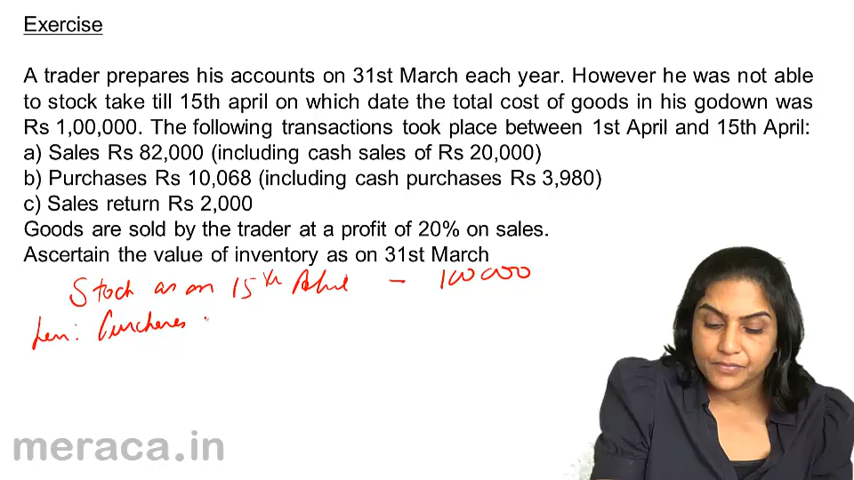 Exercise
A trader prepares his accounts on 31st March each year. However he was not able
to stock take till 15th april on which date the total cost of goods in his godown was
Rs 1,00,000. The following transactions took place between 1st April and 15th April:
a) Sales Rs 82,000 (including cash sales of Rs 20,000)
b) Purchases Rs 10,068 (including cash purchases Rs 3,980)
c) Sales return Rs 2,000
Goods are sold by the trader at a profit of 20% on sales.
Ascertain the value of inventory as on 31st March
Stock as on 15th April - 100000
Less: Purchases
meraca.in